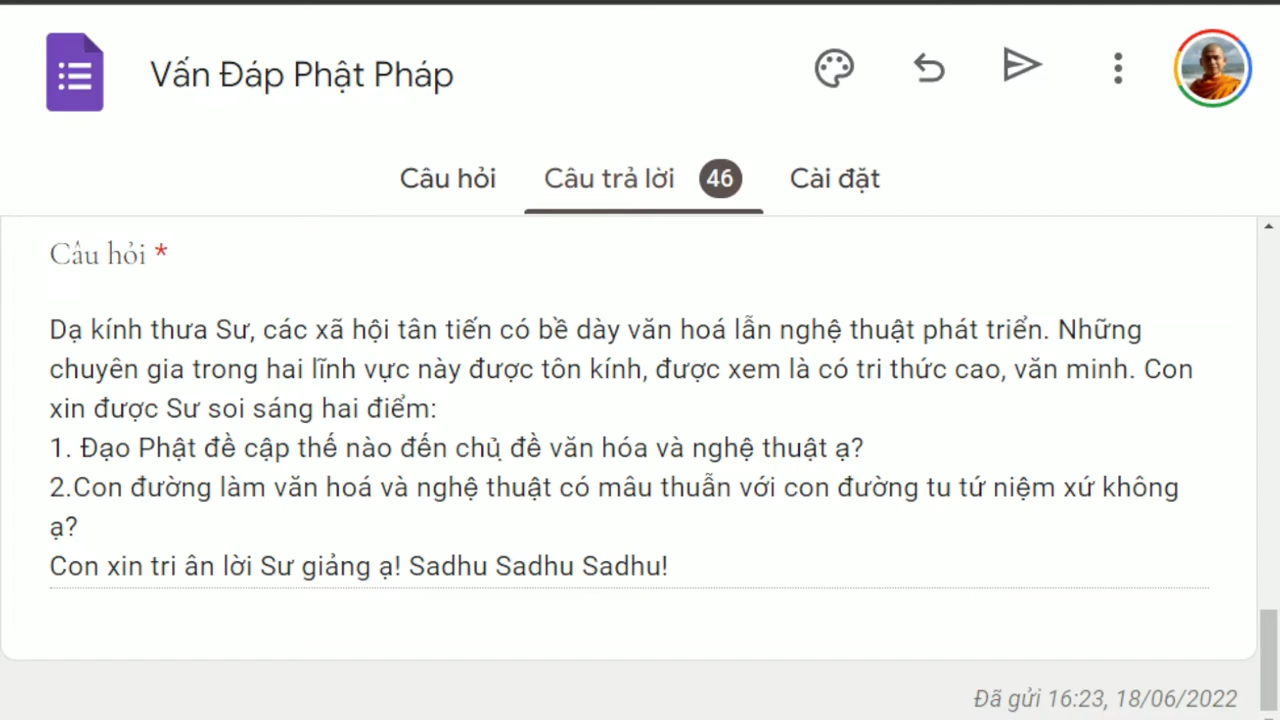 Vấn Đáp Phật Pháp
Câu hỏi
Câu trả lời 46
Cài đặt
Câu hỏi *
Dạ kính thưa Sư, các xã hội tân tiến có bề dày văn hoá lẫn nghệ thuật phát triển. Những
chuyên gia trong hai lĩnh vực này được tôn kính, được xem là có tri thức cao, văn minh. Con
xin được Sư soi sáng hai điểm:
1. Đạo Phật đề cập thế nào đến chủ đề văn hóa và nghệ thuật ạ?
2.Con đường làm văn hoá và nghệ thuật có mâu thuẫn với con đường tu tứ niệm xứ không
ạ?
Con xin tri ân lời Sư giảng ạ! Sadhu Sadhu Sadhu!
Đã gửi 16:23, 18/06/2022